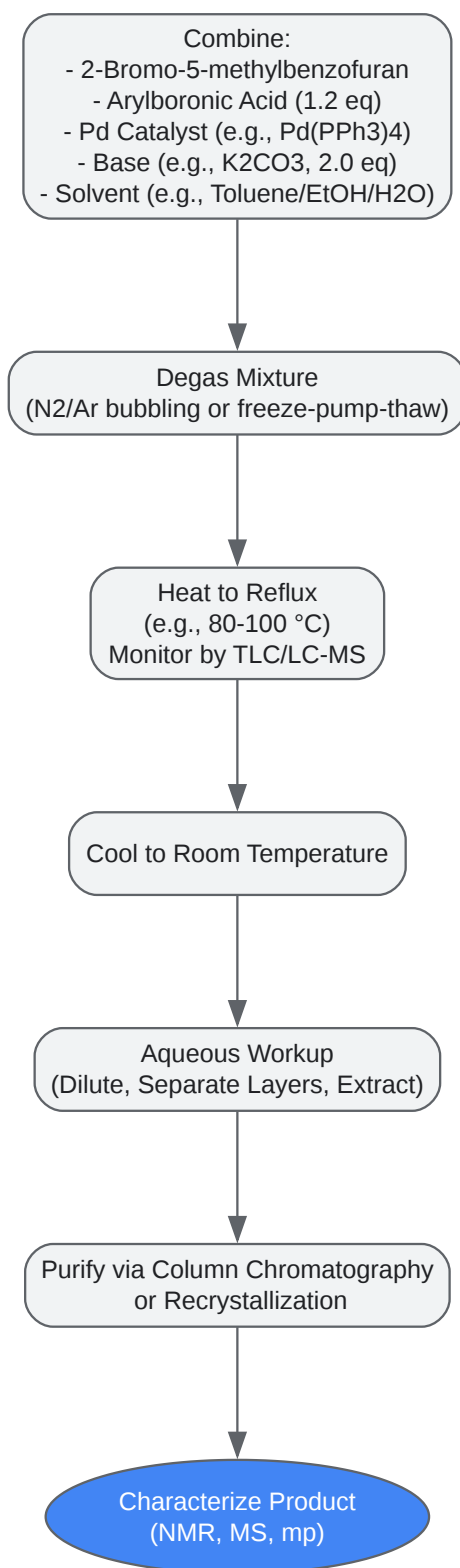 Combine:
- 2-Bromo-5-methylbenzofuran
- Arylboronic Acid (1.2 eq)
- Pd Catalyst (e.g., Pd(PPh3)4)
- Base (e.g., K2CO3, 2.0 eq)
- Solvent (e.g., Toluene/EtOH/H2O)
Degas Mixture
(N2/Ar bubbling or freeze-pump-thaw)
Heat to Reflux
(e.g., 80-100 °C)
Monitor by TLC/LC-MS
Cool to Room Temperature
Aqueous Workup
(Dilute, Separate Layers, Extract)
Purify via Column Chromatography
or Recrystallization
Characterize Product
(NMR, MS, mp)